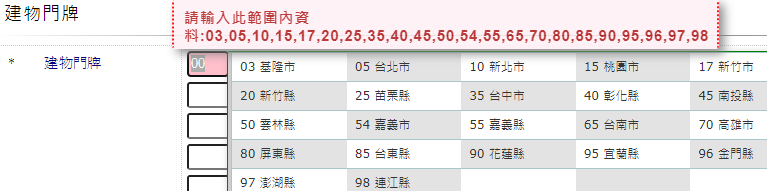 建物門牌
請輸入此範圍內資
料:03,05,10,15,17,20,25,35,40,45,50,54,55,65,70,80,85,90,95,96,97,98
* 建物門牌 00 03 基隆市 05 台北市 10 新北市 15 桃園市 17 新竹市
20 新竹縣 25 苗栗縣 35 台中市 40 彰化縣 45 南投縣
50 雲林縣 54 嘉義市 55 嘉義縣 65 台南市 70 高雄市
80 屏東縣 85 台東縣 90 花蓮縣 95 宜蘭縣 96 金門縣
97 澎湖縣 98 連江縣